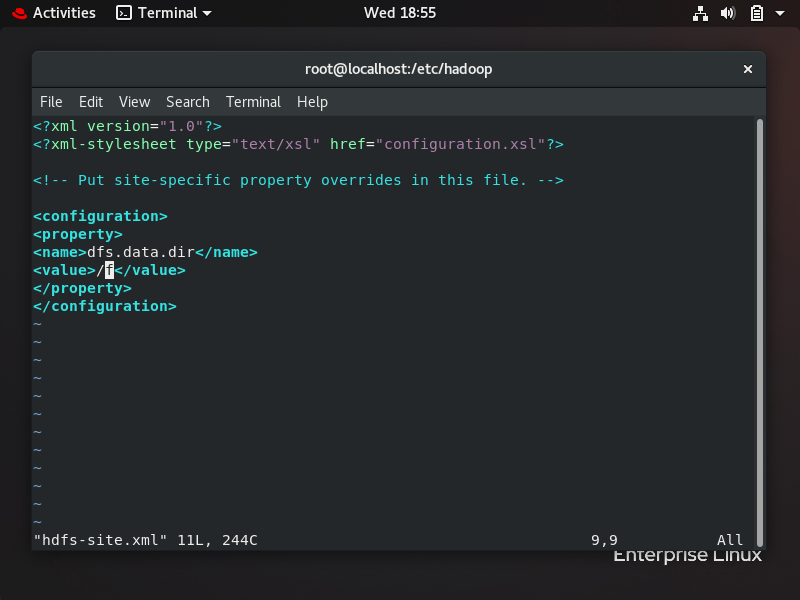 Activities Terminal Wed 18:55
root@localhost:/etc/hadoop ×
File Edit View Search Terminal Help
<?xml version="1.0"?>
<?xml-stylesheet type="text/xsl" href="configuration.xsl"?>
<!-- Put site-specific property overrides in this file. -->
<configuration>
<property>
<name>dfs.data.dir</name>
<value>/f</value>
</property>
</configuration>
~
~
~
~
~
~
~
~
~
~
~
~
"hdfs-site.xml" 11L, 244C 9,9 All
Enterprise Linux